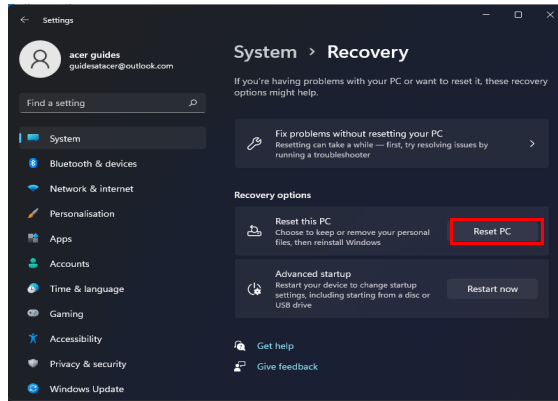 Settings
acer guides
guidesatacer@outlook.com
Find a setting
System
Bluetooth & devices
Network & internet
Personalisation
Apps
Accounts
Time & language
Gaming
Accessibility
Privacy & security
Windows Update
System > Recovery
If you're having problems with your PC or want to reset it, these recovery
options might help.
Fix problems without resetting your PC
Resetting can take a while — first, try resolving issues by
running a troubleshooter
Recovery options
Reset this PC
Choose to keep or remove your personal
files, then reinstall Windows
Reset PC
Advanced startup
Restart your device to change startup
settings, including starting from a disc or
USB drive
Restart now
Get help
Give feedback